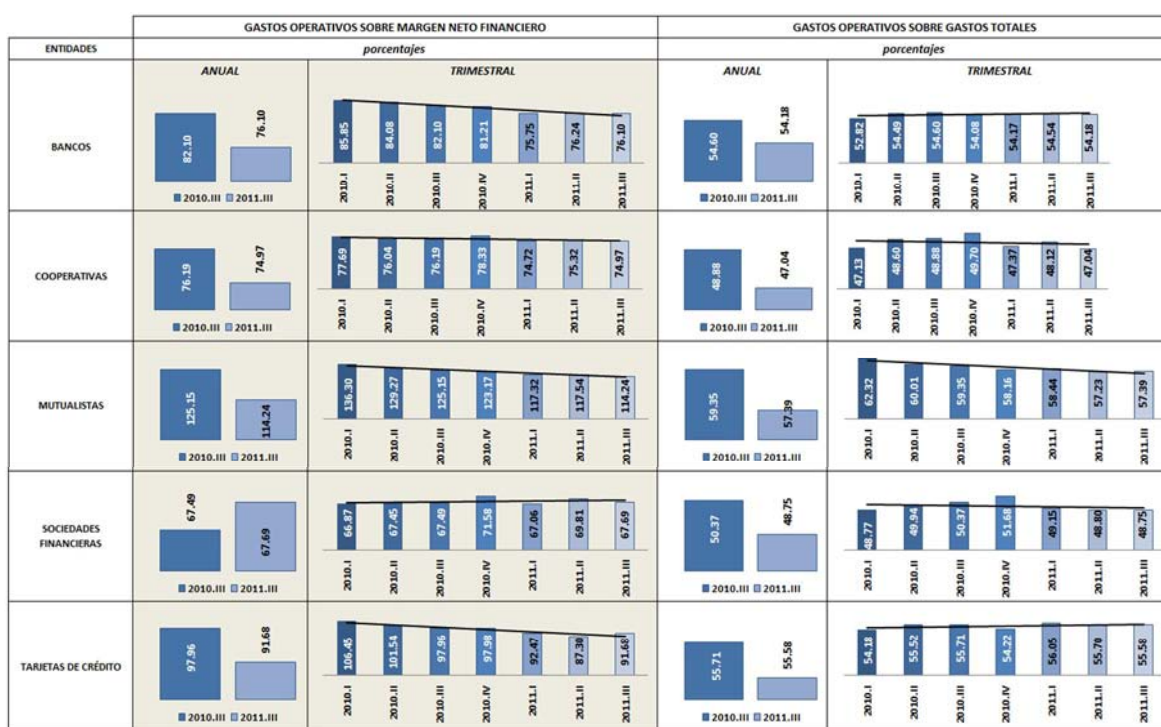 GASTOS OPERATIVOS SOBRE MARGEN NETO FINANCIERO
GASTOS OPERATIVOS SOBRE GASTOS TOTALES
ENTIDADES
porcentajes
porcentajes
ANUAL
TRIMESTRAL
ANUAL
TRIMESTRAL
BANCOS
82.10
76.10
2010.III 2011.III
85.85
84.08
82.10
81.21
75.75
76.24
76.10
2010.I
2010.II
2010.III
2010.IV
2011.I
2011.II
2011.III
54.60
54.18
2010.III 2011.III
52.82
54.49
54.60
54.08
54.17
54.54
54.18
2010.I
2010.II
2010.III
2010.IV
2011.I
2011.II
2011.III
COOPERATIVAS
76.19
74.97
2010.III 2011.III
77.69
76.04
76.19
78.33
74.72
75.32
74.97
2010.I
2010.II
2010.III
2010.IV
2011.I
2011.II
2011.III
48.88
47.04
2010.III 2011.III
47.13
48.60
48.88
49.70
47.37
48.12
47.04
2010.I
2010.II
2010.III
2010.IV
2011.I
2011.II
2011.III
MUTUALISTAS
125.15
114.24
2010.III 2011.III
136.30
129.27
125.15
123.17
117.32
117.54
114.24
2010.I
2010.II
2010.III
2010.IV
2011.I
2011.II
2011.III
59.35
57.39
2010.III 2011.III
62.32
60.01
59.35
58.16
58.44
57.23
57.39
2010.I
2010.II
2010.III
2010.IV
2011.I
2011.II
2011.III
SOCIEDADES
FINANCIERAS
67.49
67.69
2010.III 2011.III
66.87
67.45
67.49
71.58
67.06
69.81
67.69
2010.I
2010.II
2010.III
2010.IV
2011.I
2011.II
2011.III
50.37
48.75
2010.III 2011.III
48.77
49.94
50.37
51.68
49.15
48.80
48.75
2010.I
2010.II
2010.III
2010.IV
2011.I
2011.II
2011.III
TARJETAS DE CRÉDITO
97.96
91.68
2010.III 2011.III
106.45
101.54
97.96
97.98
92.47
87.30
91.68
2010.I
2010.II
2010.III
2010.IV
2011.I
2011.II
2011.III
55.71
55.58
2010.III 2011.III
54.18
55.52
55.71
54.22
56.05
55.70
55.58
2010.I
2010.II
2010.III
2010.IV
2011.I
2011.II
2011.III